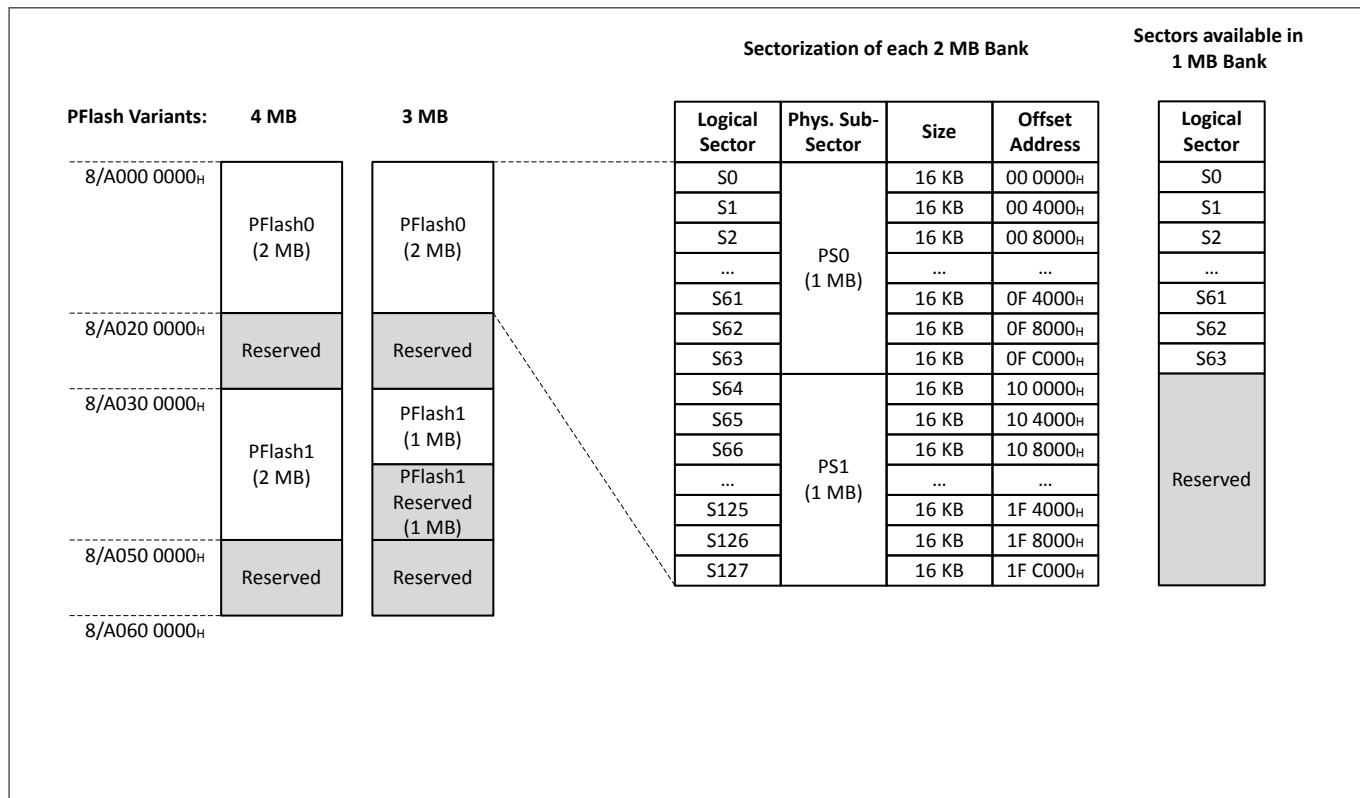 Sectorization of each 2 MB Bank
Sectors available in
1 MB Bank
PFlash Variants: 4 MB 3 MB
8/A000 0000H
8/A020 0000H
8/A030 0000H
8/A050 0000H
8/A060 0000H
PFlash0
(2 MB)
Reserved
PFlash1
(2 MB)
Reserved
PFlash0
(2 MB)
Reserved
PFlash1
(1 MB)
PFlash1
Reserved
(1 MB)
Reserved
Logical
Sector
Phys. Sub-
Sector
Size
Offset
Address
S0 16 KB 00 0000H
S1 16 KB 00 4000H
S2 16 KB 00 8000H
... ... ...
S61 16 KB 0F 4000H
S62 16 KB 0F 8000H
S63 16 KB 0F C000H
PS0
(1 MB)
S64 16 KB 10 0000H
S65 16 KB 10 4000H
S66 16 KB 10 8000H
... ... ...
S125 16 KB 1F 4000H
S126 16 KB 1F 8000H
S127 16 KB 1F C000H
PS1
(1 MB)
Logical
Sector
S0
S1
S2
...
S61
S62
S63
Reserved